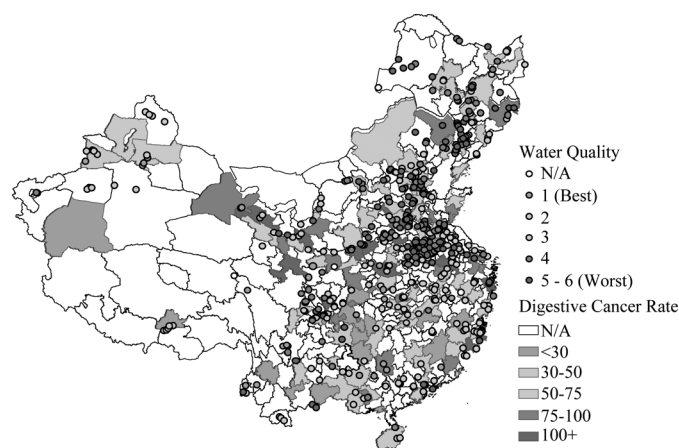 Water Quality
N/A
1 (Best)
2
3
4
5 - 6 (Worst)
Digestive Cancer Rate
N/A
<30
30-50
50-75
75-100
100+